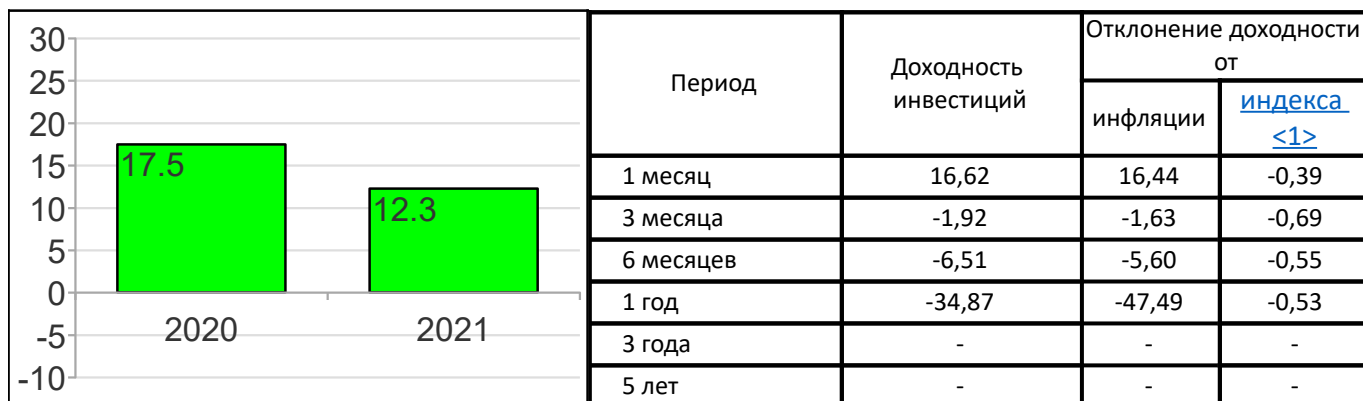 30
25
20
15
10
5
0
-5
-10
17.5
12.3
2020
2021
Период
Доходность
инвестиций
Отклонение доходности
от
инфляции
индекса
<1>
1 месяц 16,62 16,44 -0,39
3 месяца -1,92 -1,63 -0,69
6 месяцев -6,51 -5,60 -0,55
1 год -34,87 -47,49 -0,53
3 года - - -
5 лет - - -